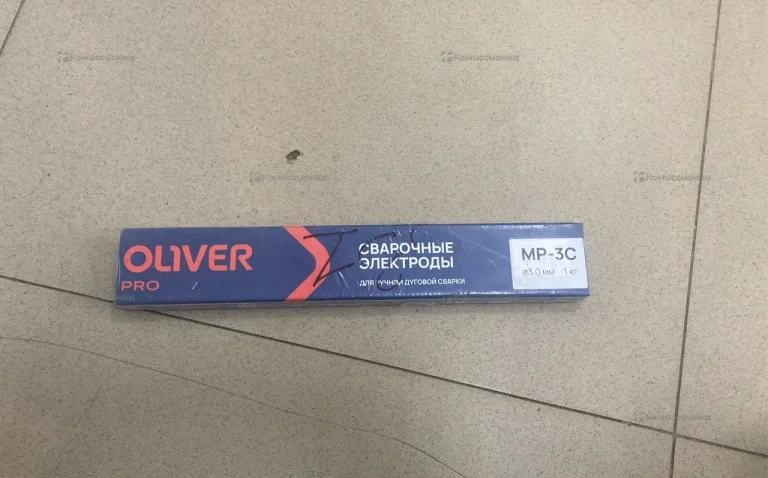 Комиссионка
Комиссионка
Комиссионка
Комиссионка
OLIVER
PRO
СВАРОЧНЫЕ
ЭЛЕКТРОДЫ
ДЛЯ РУЧНОЙ ДУГОВОЙ СВАРКИ
МР-3С
⌀3.0 мм 1 кг
Комиссионка